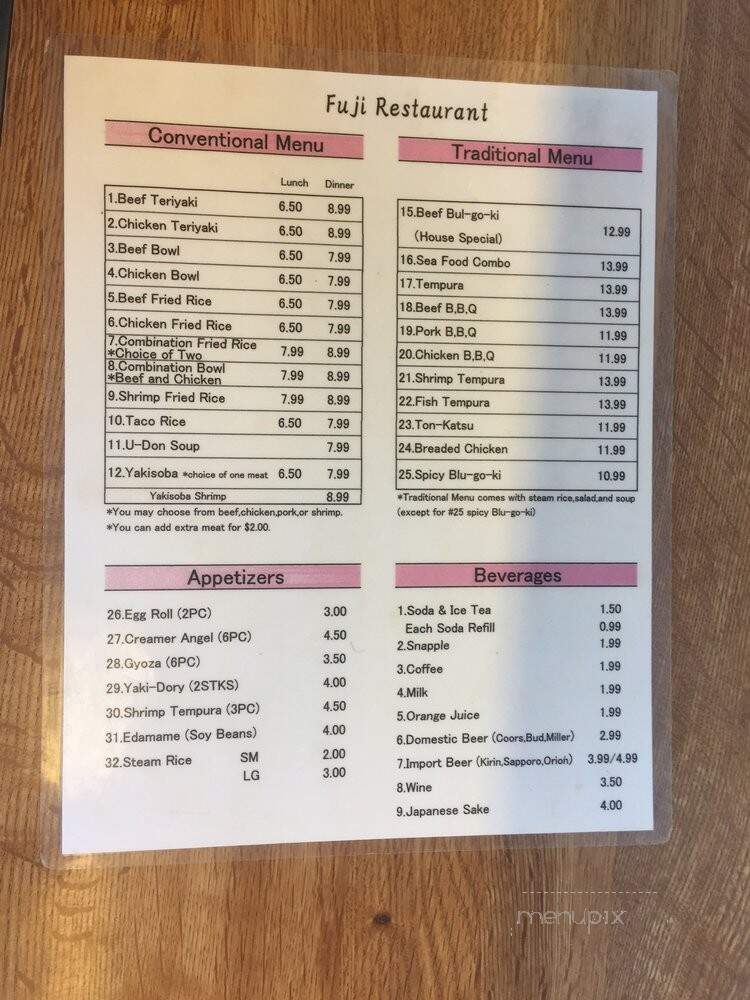 Fuji Restaurant
Conventional Menu
Lunch Dinner
1.Beef Teriyaki 6.50 8.99
2.Chicken Teriyaki 6.50 8.99
3.Beef Bowl 6.50 7.99
4.Chicken Bowl 6.50 7.99
5.Beef Fried Rice 6.50 7.99
6.Chicken Fried Rice 6.50 7.99
7.Combination Fried Rice 7.99 8.99
*Choice of Two
8.Combination Bowl 7.99 8.99
*Beef and Chicken
9.Shrimp Fried Rice 7.99 8.99
10.Taco Rice 6.50 7.99
11.U-Don Soup 7.99
12.Yakisoba *choice of one meat 6.50 7.99
Yakisoba Shrimp 8.99
*You may choose from beef,chicken,pork,or shrimp.
*You can add extra meat for $2.00.
Traditional Menu
15.Beef Bul-go-ki
(House Special) 12.99
16.Sea Food Combo 13.99
17.Tempura 13.99
18.Beef B,B,Q 13.99
19.Pork B,B,Q 11.99
20.Chicken B,B,Q 11.99
21.Shrimp Tempura 13.99
22.Fish Tempura 13.99
23.Ton-Katsu 11.99
24.Breaded Chicken 11.99
25.Spicy Blu-go-ki 10.99
*Traditional Menu comes with steam rice,salad,and soup
(except for #25 spicy Blu-go-ki)
Appetizers
26.Egg Roll (2PC) 3.00
27.Creamer Angel (6PC) 4.50
28.Gyoza (6PC) 3.50
29.Yaki-Dory (2STKS) 4.00
30.Shrimp Tempura (3PC) 4.50
31.Edamame (Soy Beans) 4.00
32.Steam Rice SM 2.00
LG 3.00
Beverages
1.Soda & Ice Tea 1.50
Each Soda Refill 0.99
2.Snapple 1.99
3.Coffee 1.99
4.Milk 1.99
5.Orange Juice 1.99
6.Domestic Beer (Coors,Bud,Miller) 2.99
7.Import Beer (Kirin,Sapporo,Orioh) 3.99/4.99
8.Wine 3.50
9.Japanese Sake 4.00
menupix